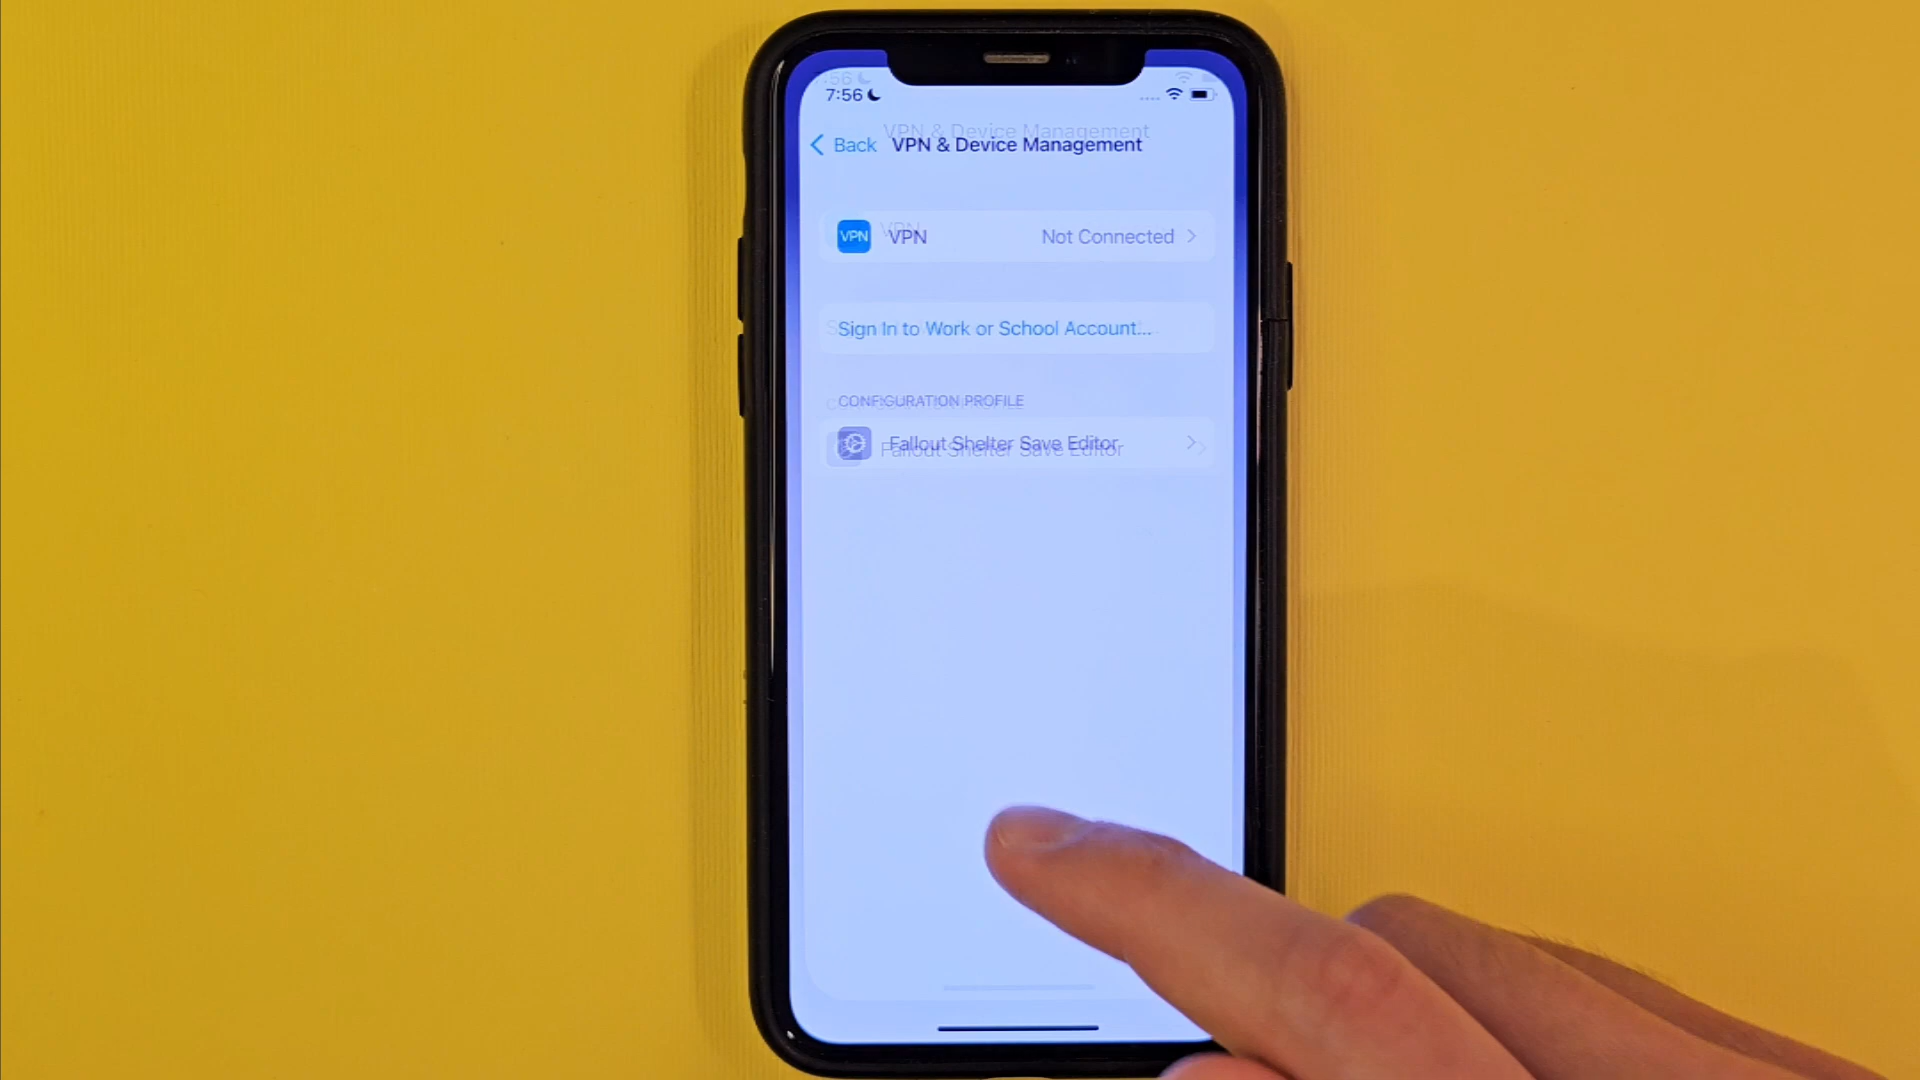 7:56
Back VPN & Device Management
VPN VPN Not Connected
Sign In to Work or School Account...
CONFIGURATION PROFILE
Fallout Shelter Save Editor